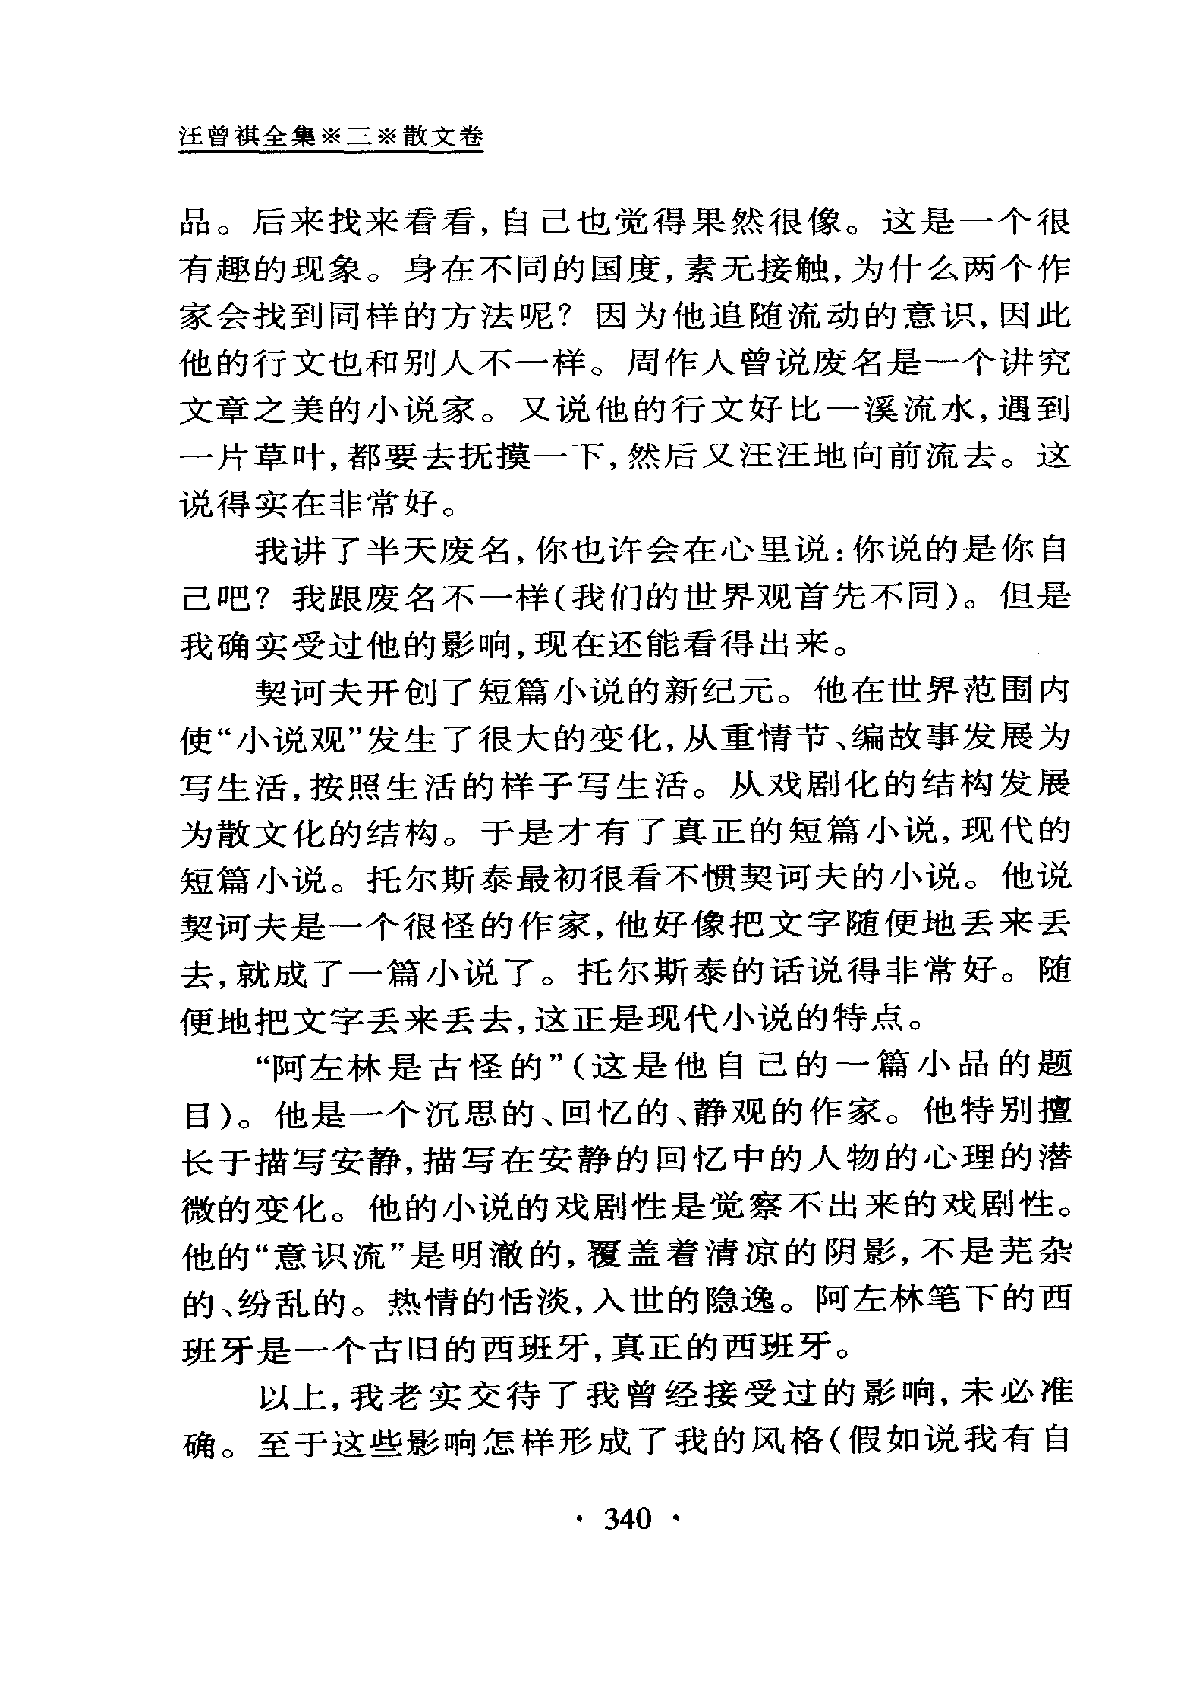 汪曾祺全集※三※散文卷
品。后来找来看看,自己也觉得果然很像。这是一个很
有趣的现象。身在不同的国度,素无接触,为什么两个作
家会找到同样的方法呢? 因为他追随流动的意识,因此
他的行文也和别人不一样。周作人曾说废名是一个讲究
文章之美的小说家。又说他的行文好比一溪流水,遇到
一片草叶,都要去抚摸一下,然后又汪汪地向前流去。这
说得实在非常好。
我讲了半天废名,你也许会在心里说:你说的是你自
己吧? 我跟废名不一样(我们的世界观首先不同)。但是
我确实受过他的影响,现在还能看得出来。
契诃夫开创了短篇小说的新纪元。他在世界范围内
使“小说观”发生了很大的变化,从重情节、编故事发展为
写生活,按照生活的样子写生活。从戏剧化的结构发展
为散文化的结构。于是才有了真正的短篇小说,现代的
短篇小说。托尔斯泰最初很看不惯契诃夫的小说。他说
契诃夫是一个很怪的作家,他好像把文字随便地丢来丢
去,就成了一篇小说了。托尔斯泰的话说得非常好。随
便地把文字丢来丢去,这正是现代小说的特点。
“阿左林是古怪的”(这是他自己的一篇小品的题
目)。他是一个沉思的、回忆的、静观的作家。他特别擅
长于描写安静,描写在安静的回忆中的人物的心理的潜
微的变化。他的小说的戏剧性是觉察不出来的戏剧性。
他的“意识流”是明澈的,覆盖着清凉的阴影,不是芜杂
的、纷乱的。热情的恬淡,入世的隐逸。阿左林笔下的西
班牙是一个古旧的西班牙,真正的西班牙。
以上,我老实交待了我曾经接受过的影响,未必准
确。至于这些影响怎样形成了我的风格(假如说我有自
· 340 ·